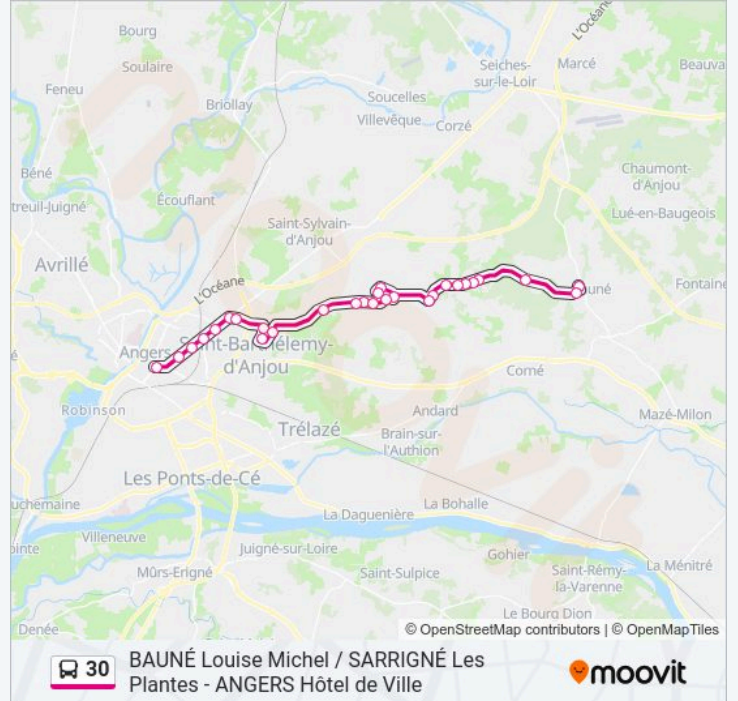 Bourg
Soulaire
Feneu
Briollay
Seiches-
sur-le-Loir
Marcé
L'Océane
Beauva
Soucelles
Villevêque
Corzé
Béné
treuil-Juigné
Écouflant
Chaumont-
d'Anjou
Lué-en-Baugeois
Saint-Sylvain-
d'Anjou
Avrillé
L'Océane
uné
Fontaine
Angers
Saint-Barthélemy-
d'Anjou
Corné
Robinson
Andard
Mazé-Milon
Trélazé
Brain-sur-
l'Authion
Les Ponts-de-Cé
uchemaine
La Bohalle
La Daguenière
Villeneuve
ointe
Juigné-sur-Loire
Gohier
La Ménitré
Mûrs-Erigné
Saint-Sulpice
Saint-Rémy-
la-Varenne
Le Bourg Dion
Denée
© OpenStreetMap contributors | © OpenMapTiles
30
BAUNÉ Louise Michel / SARRIGNÉ Les
Plantes - ANGERS Hôtel de Ville
moovit